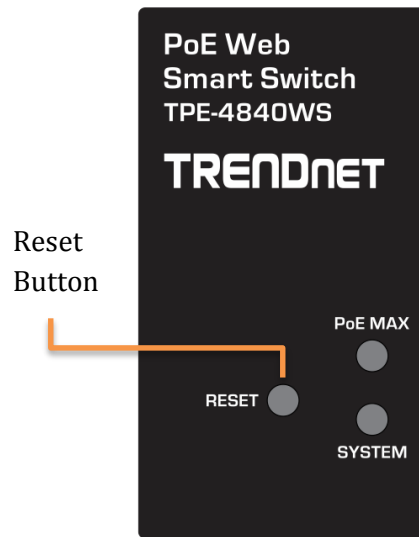 PoE Web
Smart Switch
TPE-4840WS
TRENDNET
Reset
Button
PoE MAX
RESET
SYSTEM